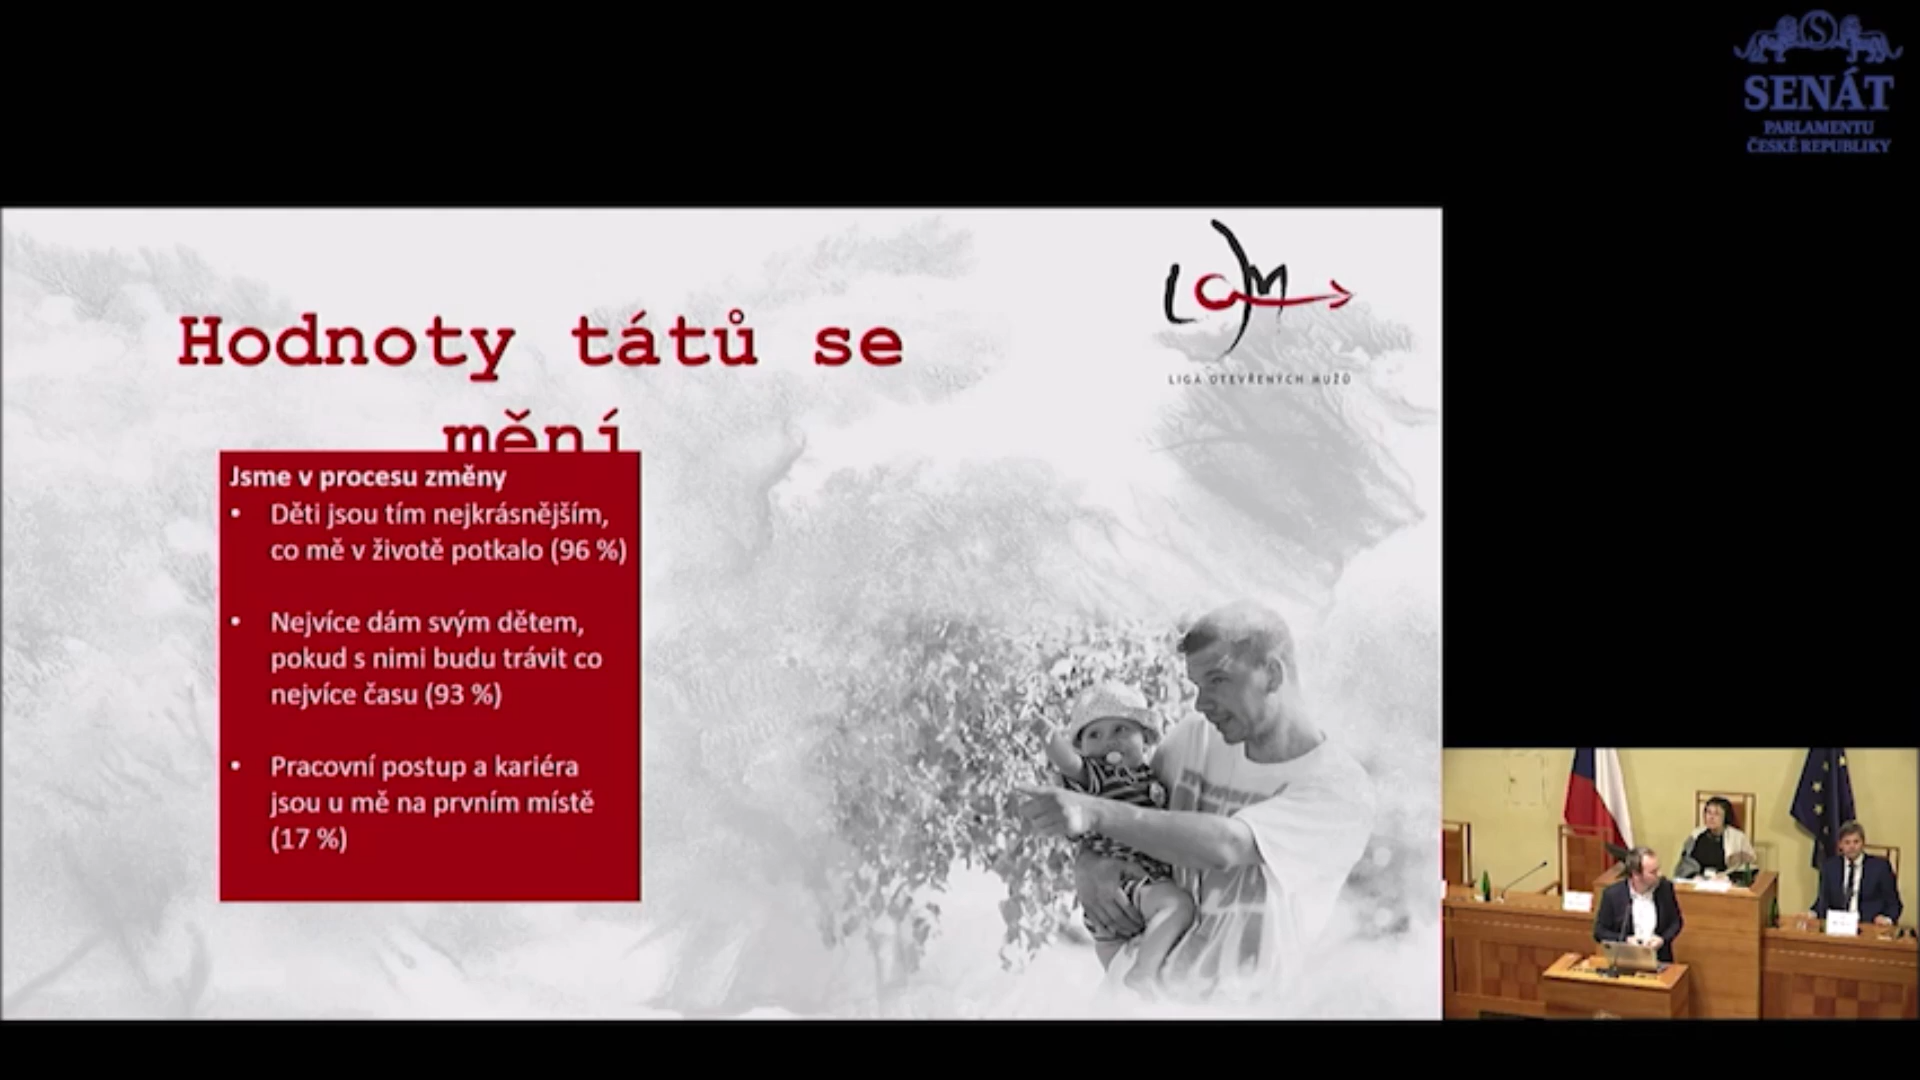 SENÁT
PARLAMENTU
ČESKÉ REPUBLIKY
LOM
LIGA OTEVŘENÝCH MUŽŮ
Hodnoty tátů se
mění
Jsme v procesu změny
• Děti jsou tím nejkrásnějším,
co mě v životě potkalo (96 %)
• Nejvíce dám svým dětem,
pokud s nimi budu trávit co
nejvíce času (93 %)
• Pracovní postup a kariéra
jsou u mě na prvním místě
(17 %)